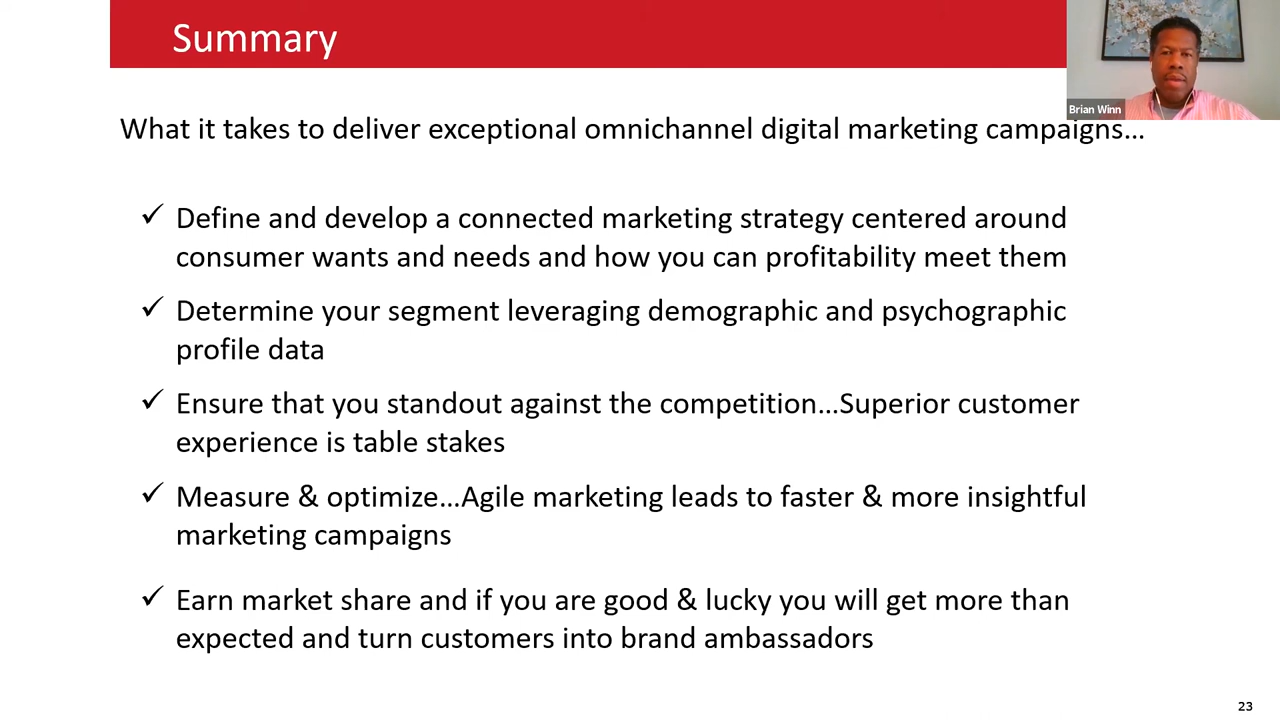 Summary
Brian Winn
What it takes to deliver exceptional omnichannel digital marketing campaigns...
✓ Define and develop a connected marketing strategy centered around
consumer wants and needs and how you can profitability meet them
✓ Determine your segment leveraging demographic and psychographic
profile data
✓ Ensure that you standout against the competition...Superior customer
experience is table stakes
✓ Measure & optimize...Agile marketing leads to faster & more insightful
marketing campaigns
✓ Earn market share and if you are good & lucky you will get more than
expected and turn customers into brand ambassadors
23